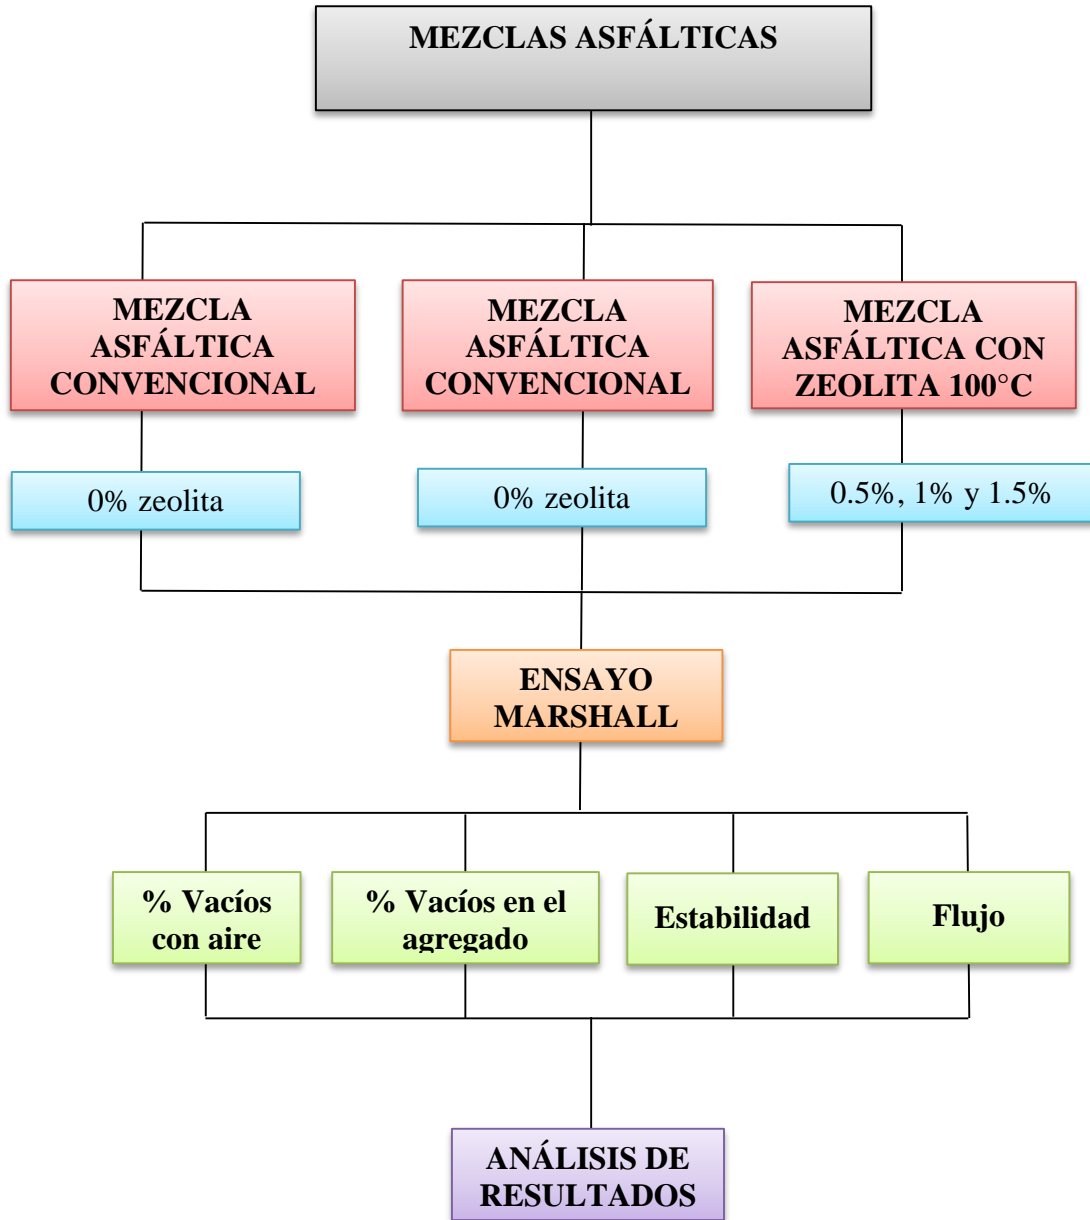 MEZCLAS ASFÁLTICAS
MEZCLA
ASFÁLTICA
CONVENCIONAL
MEZCLA
ASFÁLTICA
CONVENCIONAL
MEZCLA
ASFÁLTICA CON
ZEOLITA 100°C
0% zeolita
0% zeolita
0.5%, 1% y 1.5%
ENSAYO
MARSHALL
% Vacíos
con aire
% Vacíos en el
agregado
Estabilidad
Flujo
ANÁLISIS DE
RESULTADOS